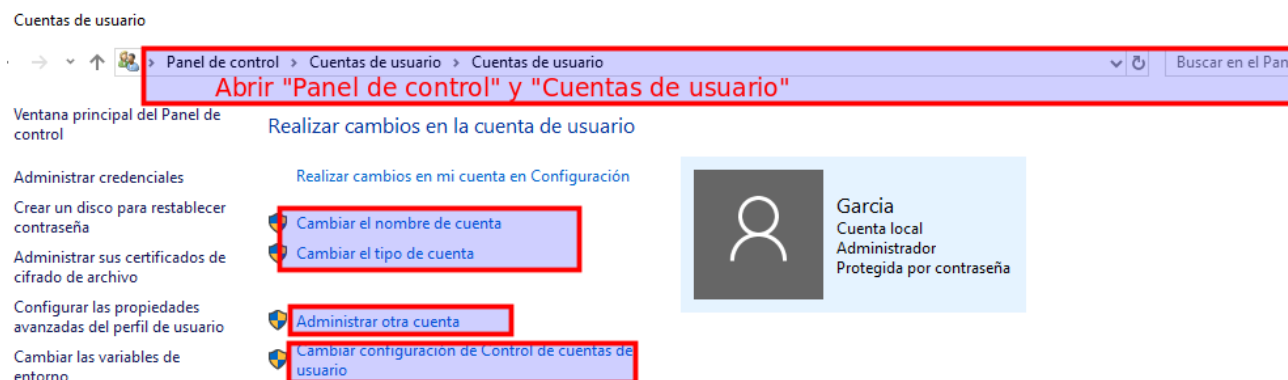 Cuentas de usuario
Panel de control > Cuentas de usuario > Cuentas de usuario
Buscar en el Pan
Abrir "Panel de control" y "Cuentas de usuario"
Ventana principal del Panel de
control
Administrar credenciales
Crear un disco para restablecer
contraseña
Administrar sus certificados de
cifrado de archivo
Configurar las propiedades
avanzadas del perfil de usuario
Cambiar las variables de
entorno
Realizar cambios en la cuenta de usuario
Realizar cambios en mi cuenta en Configuración
Cambiar el nombre de cuenta
Cambiar el tipo de cuenta
Administrar otra cuenta
Cambiar configuración de Control de cuentas de
usuario
Garcia
Cuenta local
Administrador
Protegida por contraseña